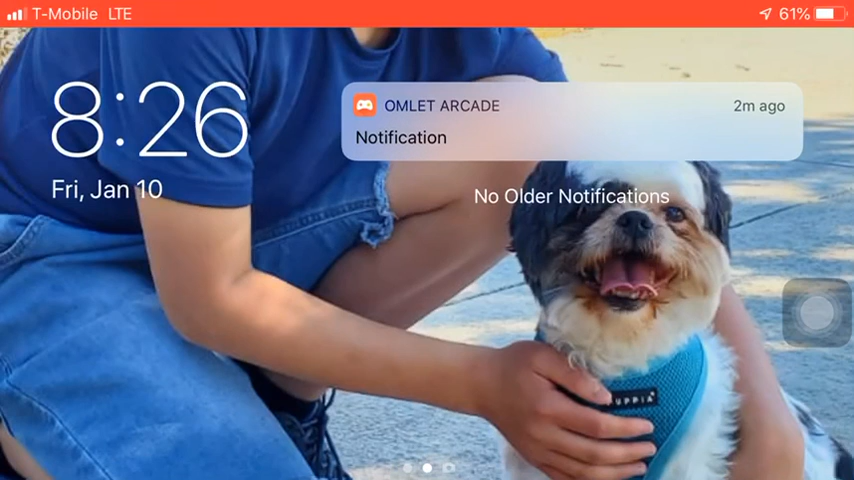 T-Mobile LTE
61%
8:26
Fri, Jan 10
OMLET ARCADE
2m ago
Notification
No Older Notifications